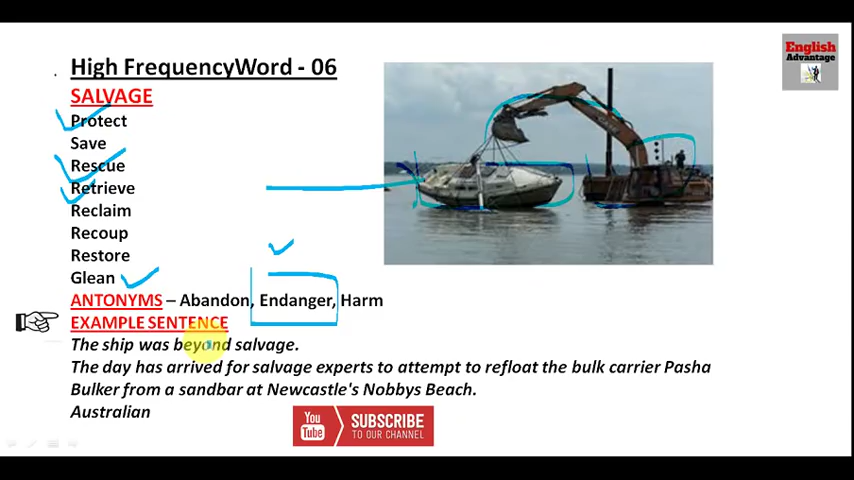 High FrequencyWord - 06
English
Advantage
SALVAGE
Protect
Save
Rescue
Retrieve
Reclaim
Recoup
Restore
Glean
ANTONYMS – Abandon, Endanger, Harm
EXAMPLE SENTENCE
The ship was beyond salvage.
The day has arrived for salvage experts to attempt to refloat the bulk carrier Pasha
Bulker from a sandbar at Newcastle's Nobbys Beach.
Australian
You
Tube
SUBSCRIBE
TO OUR CHANNEL